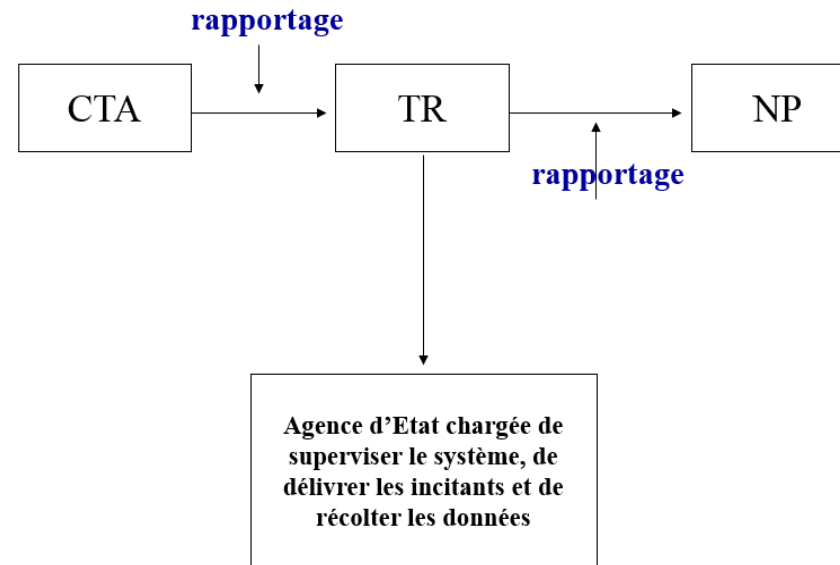 rapportage
CTA
TR
NP
rapportage
Agence d’Etat chargée de
superviser le système, de
délivrer les incitants et de
récolter les données